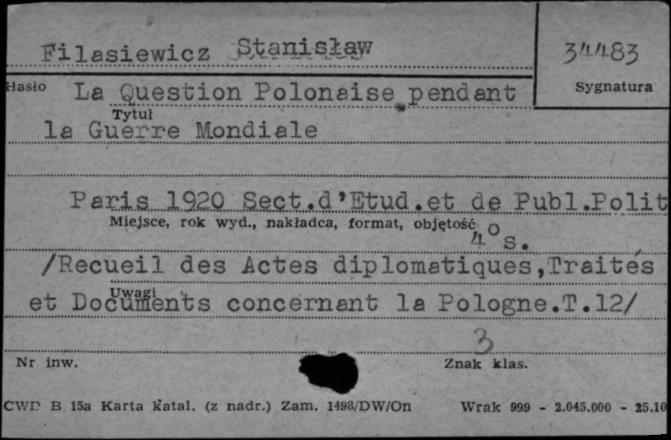 Filasiewicz Stanisław
34483
Hasło
Sygnatura
La Question Polonaise pendant
Tytuł
la Guerre Mondiale
Paris 1920 Sect.d'Etud.et de Publ.Polit
Miejsce, rok wyd., nakładca, format, objętość
4° s.
/Recueil des Actes diplomatiques,Traités
Uwagi
et Documents concernant la Pologne.T.12/
3
Nr inw.
Znak klas.
CWD B 15a Karta katal. (z nadr.) Zam. 1498/DW/On
Wrak 999 - 2.045.000 - 25.10